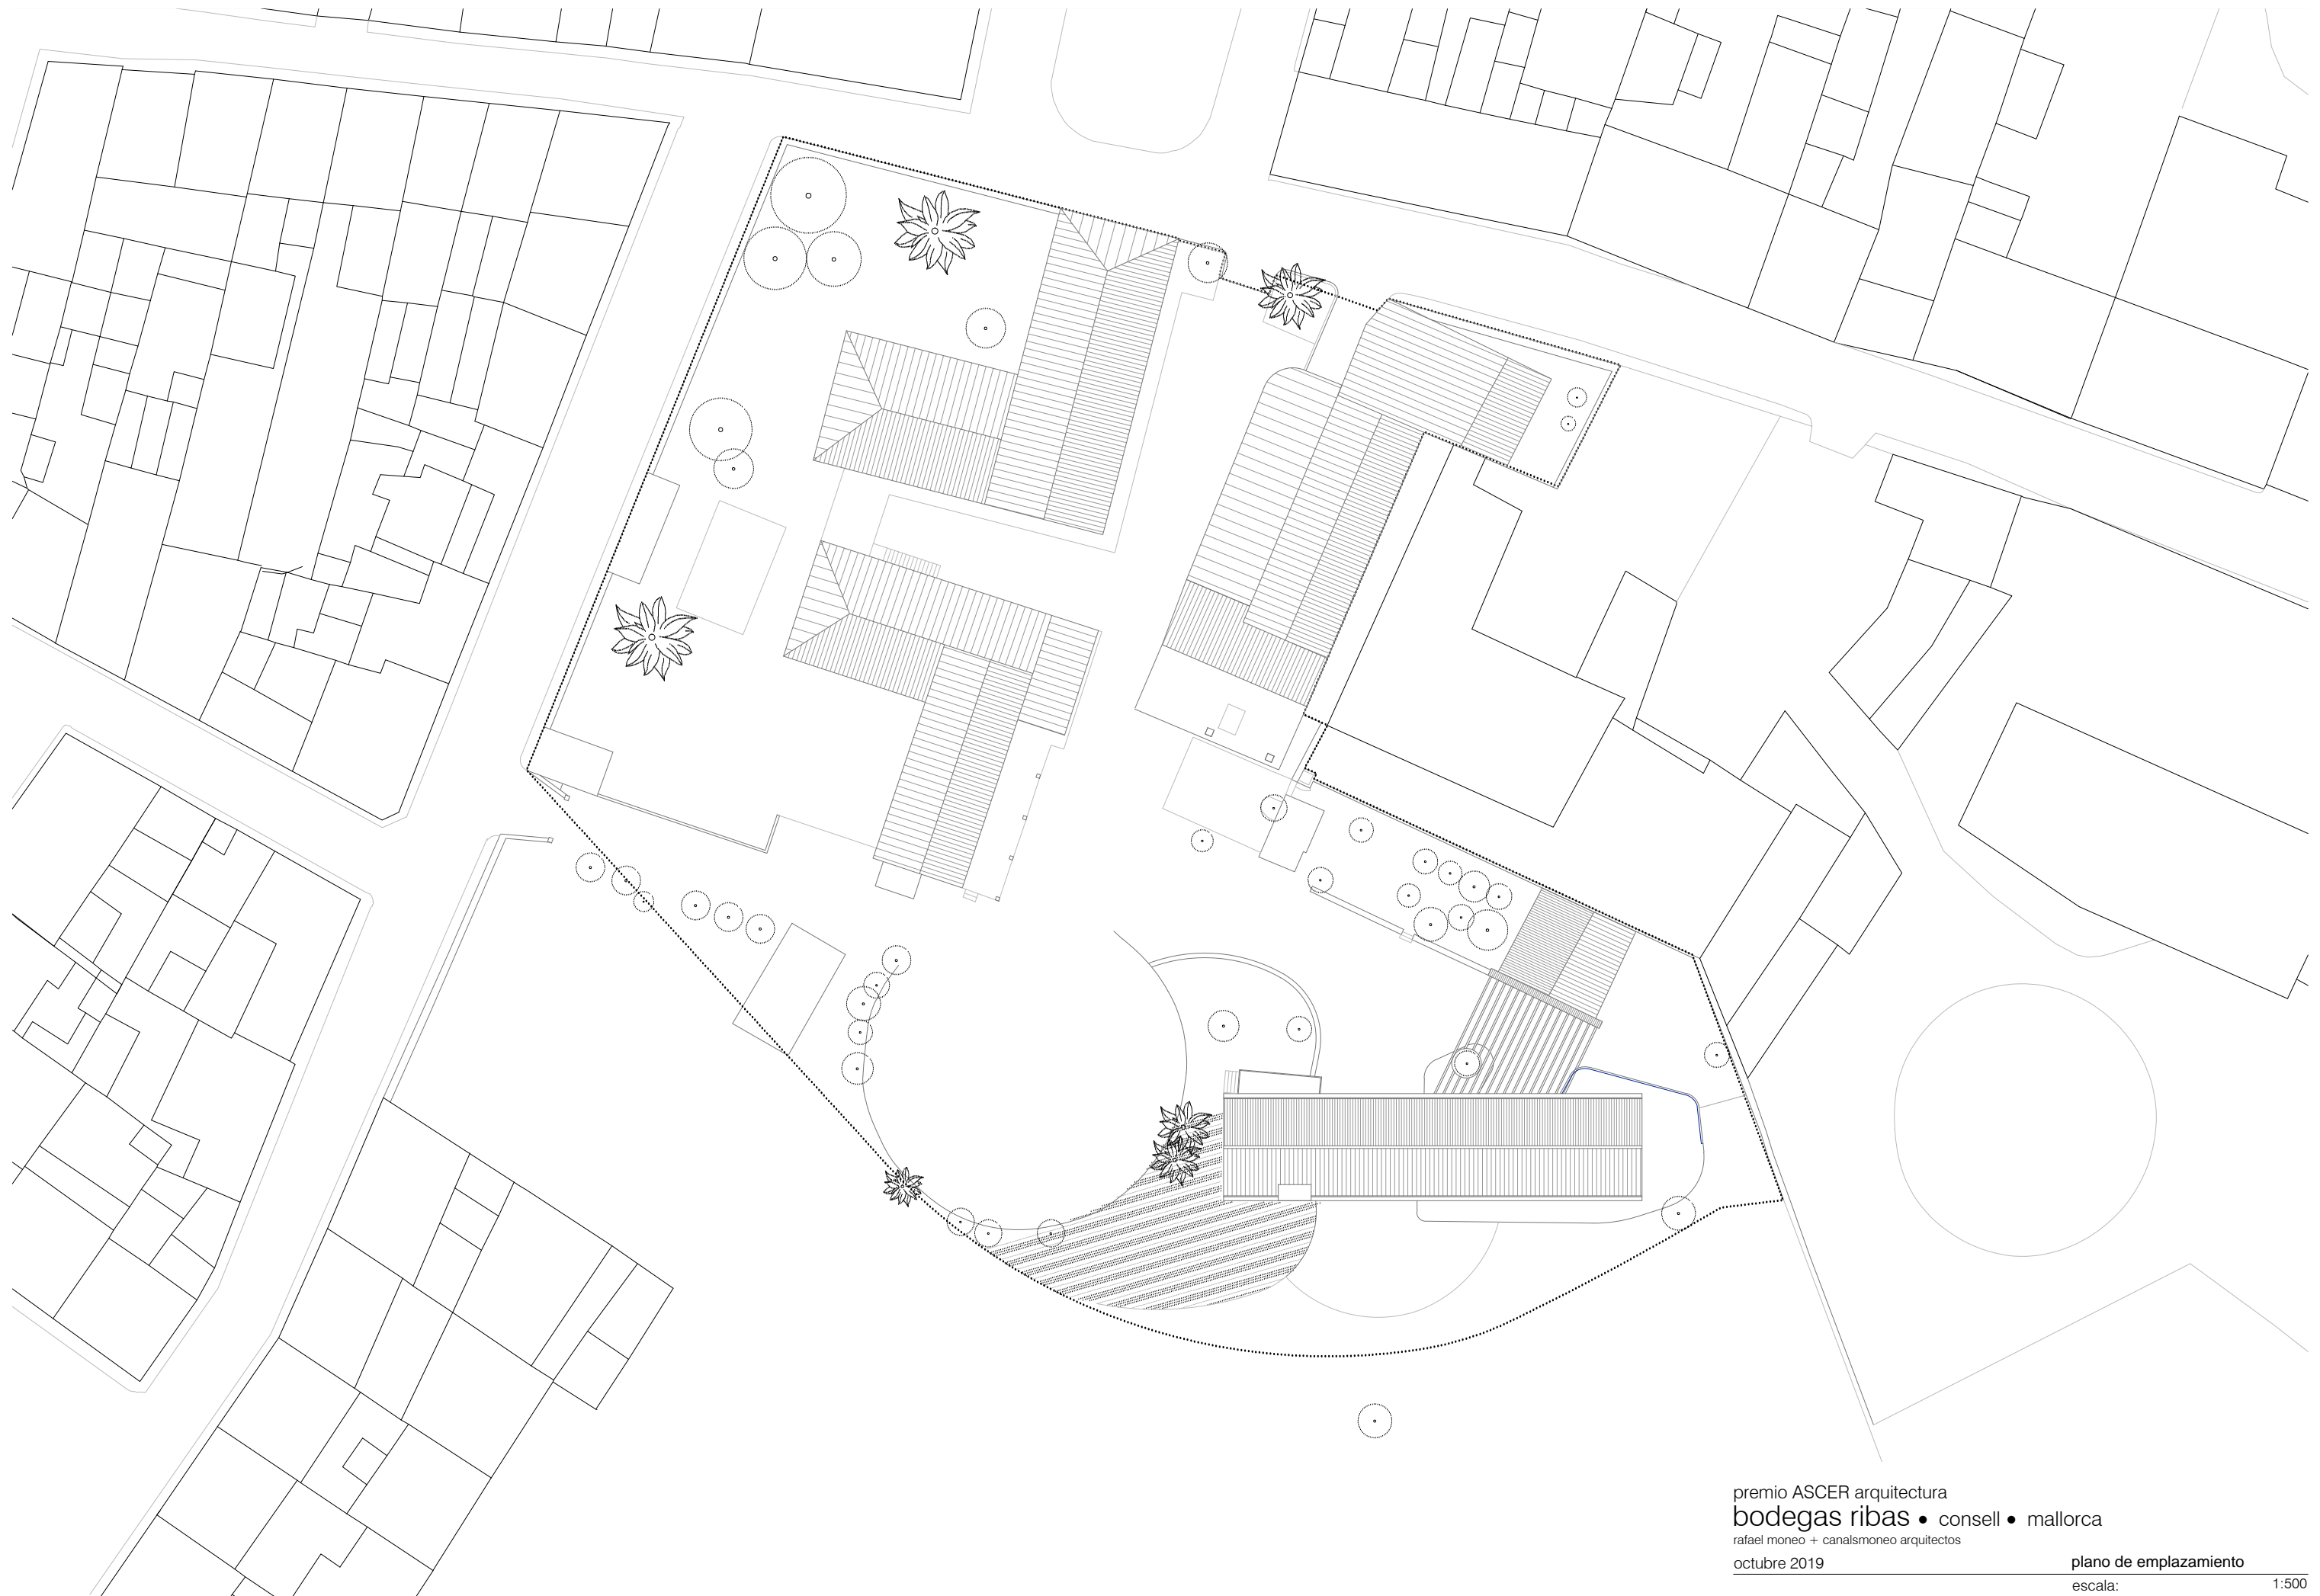 premio ASCER arquitectura
bodegas ribas • consell • mallorca
rafael moneo + canalsmoneo arquitectos
octubre 2019 plano de emplazamiento
escala: 1:500